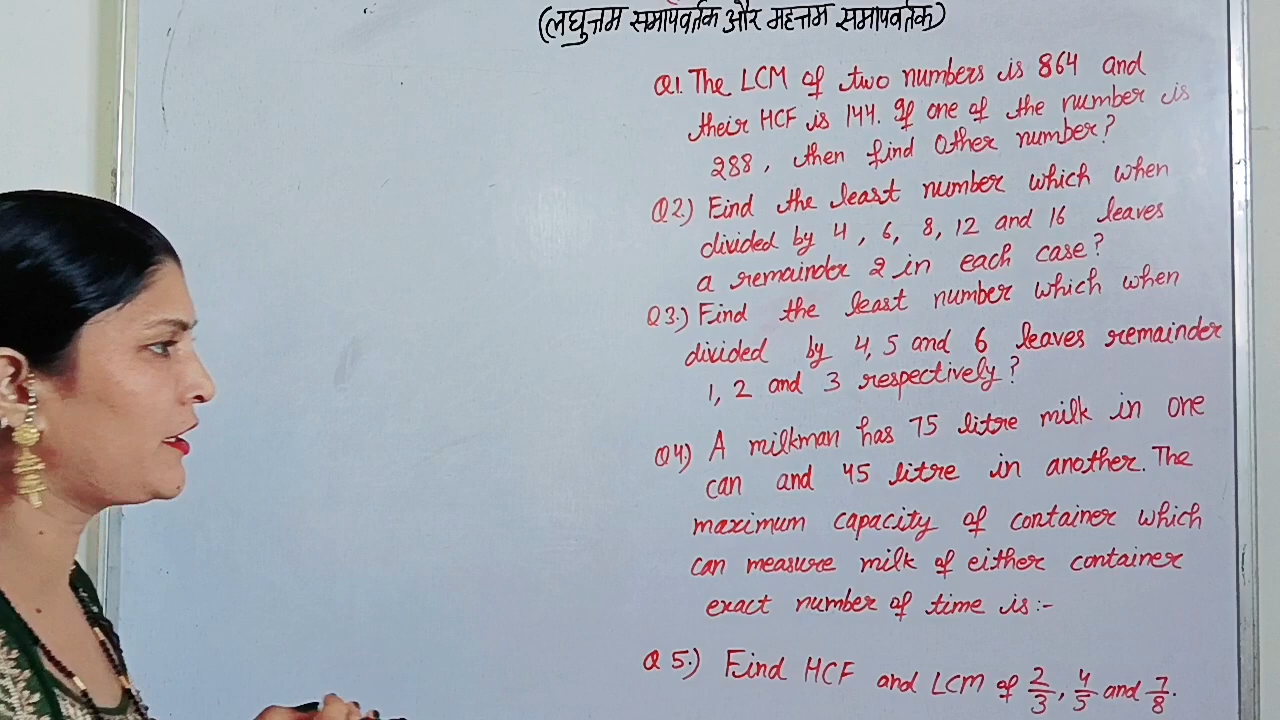 (लघुत्तम समापवर्तक और महत्तम समापवर्तक)
Q1. The LCM of two numbers is 864 and
their HCF is 144. If one of the number is
288, then find Other number?
Q2.) Find the least number which when
divided by 4, 6, 8, 12 and 16 leaves
a remainder 2 in each case?
Q3.) Find the least number which when
divided by 4, 5 and 6 leaves remainder
1, 2 and 3 respectively?
Q4.) A milkman has 75 litre milk in one
can and 45 litre in another. The
maximum capacity of container which
can measure milk of either container
exact number of time is :-
Q 5.) Find HCF and LCM of 2/3, 4/5 and 7/8.